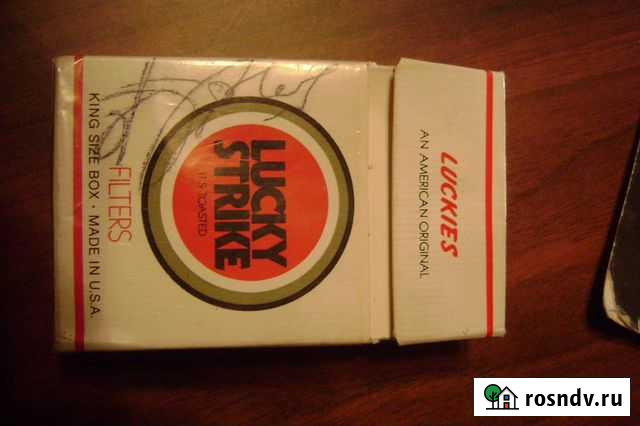 LUCKIES
AN AMERICAN ORIGINAL
LUCKY
STRIKE
IT'S TOASTED
FILTERS
KING SIZE BOX • MADE IN U.S.A.
rosndv.ru